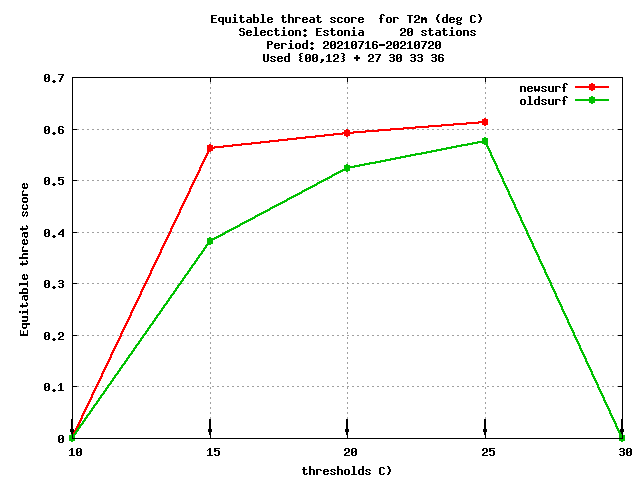 Equitable threat score  for T2m (deg C)
Selection: Estonia     20 stations
Period: 20210716-20210720
Used {00,12} + 27 30 33 36
newsurf
oldsurf
Equitable threat score
0.7
0.6
0.5
0.4
0.3
0.2
0.1
0
10 15 20 25 30
thresholds C)